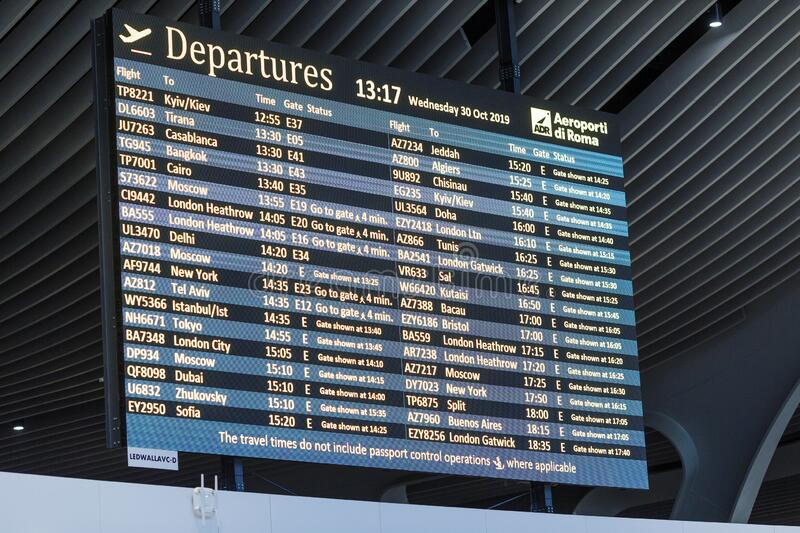 Departures 13:17 Wednesday 30 Oct 2019
ADR Aeroporti di Roma
Flight To Time Gate Status
TP8221 Kyiv/Kiev 12:55 E37
DL6603 Tirana 13:30 E05
JU7263 Casablanca 13:30 E41
TG945 Bangkok 13:30 E43
TP7001 Cairo 13:40 E35
S73622 Moscow 13:55 E19 Go to gate 4 min.
CI9442 London Heathrow 14:05 E20 Go to gate 4 min.
BA555 London Heathrow 14:05 E16 Go to gate 4 min.
UL3470 Delhi 14:20 E34
AZ7018 Moscow 14:20 E Gate shown at 13:25
AF9744 New York 14:35 E23 Go to gate 4 min.
AZ812 Tel Aviv 14:35 E12 Go to gate 4 min.
WY5366 Istanbul/Ist 14:35 E Gate shown at 13:40
NH6671 Tokyo 14:55 E Gate shown at 13:45
BA7348 London City 15:05 E Gate shown at 14:10
DP934 Moscow 15:10 E Gate shown at
QF8098 Dubai 15:10 E Gate shown at
U6832 Zhukovsky 15:10 E Gate shown at 15:35
EY2950 Sofia 15:20 E Gate shown at 14:25
Flight To Time Gate Status
AZ7234 Jeddah 15:20 E Gate shown at 14:25
AZ800 Algiers 15:25 E Gate shown at 14:20
9U892 Chisinau 15:40 E Gate shown at 14:35
EG235 Kyiv/Kiev 15:40 E Gate shown at 14:35
UL3564 Doha 16:00 E Gate shown at 14:40
EZY2418 London Ltn 16:10 E Gate shown at 15:15
AZ866 Tunis 16:25 E Gate shown at 15:30
BA2541 London Gatwick 16:25 E Gate shown at 15:30
VR633 Sal 16:45 E Gate shown at
W66420 Kutaisi 16:50 E Gate shown at 15:45
AZ7388 Bacau 17:00 E Gate shown at 16:05
EZY6186 Bristol 17:00 E Gate shown at 16:05
BA559 London Heathrow 17:15 E Gate shown at 16:20
AR7238 London Heathrow
AZ7217 Moscow 17:25 E Gate shown at
DY7023 New York 17:50 E Gate shown at 16:15
TP6875 Split 18:00 E Gate shown at 17:05
AZ7960 Buenos Aires 18:15 E Gate shown at 17:05
EZY8256 London Gatwick 18:35 E Gate shown at 17:40
The travel times do not include passport control operations , where applicable
LEDWALLAVC-D